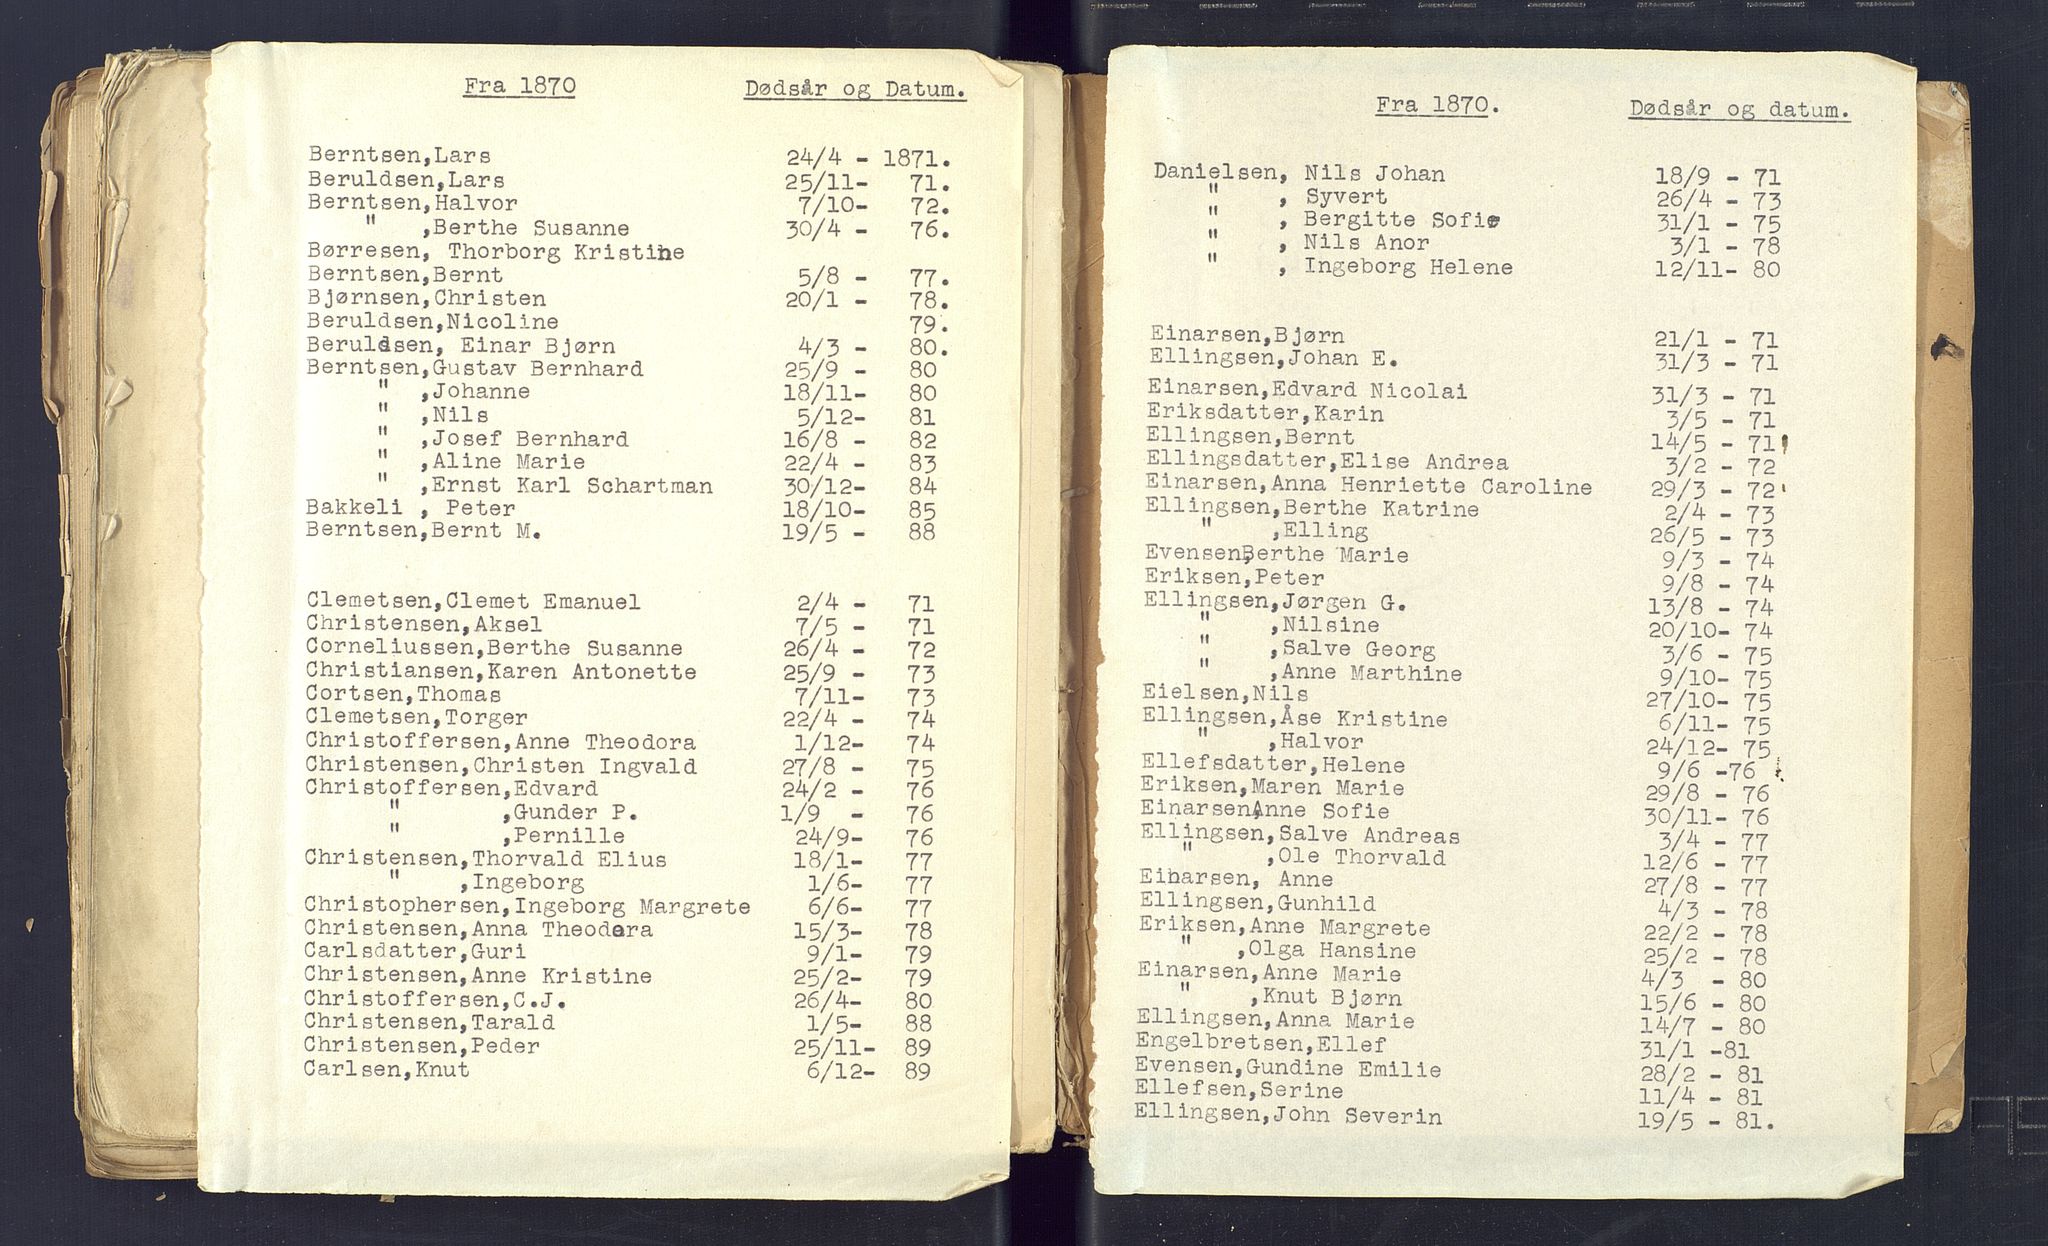 Fra 1870 Dødsår og Datum.
Berntsen,Lars 24/4 - 1871.
Beruldsen,Lars 25/11- 71.
Berntsen,Halvor 7/10- 72.
" ,Berthe Susanne 30/4 - 76.
Børresen, Thorborg Kristine
Berntsen,Bernt 5/8 - 77.
Bjørnsen,Christen 20/1 - 78.
Beruldsen,Nicoline 79.
Beruldsen, Einar Bjørn 4/3 - 80.
Berntsen,Gustav Bernhard 25/9 - 80
" ,Johanne 18/11- 80
" ,Nils 5/12- 81
" ,Josef Bernhard 16/8 - 82
" ,Aline Marie 22/4 - 83
" ,Ernst Karl Schartman 30/12- 84
Bakkeli , Peter 18/10- 85
Berntsen,Bernt M. 19/5 - 88
Clemetsen,Clemet Emanuel 2/4 - 71
Christensen,Aksel 7/5 - 71
Corneliussen,Berthe Susanne 26/4 - 72
Christiansen,Karen Antonette 25/9 - 73
Cortsen,Thomas 7/11- 73
Clemetsen,Torger 22/4 - 74
Christoffersen,Anne Theodora 1/12- 74
Christensen,Christen Ingvald 27/8 - 75
Christoffersen,Edvard 24/2 - 76
" ,Gunder P. 1/9 - 76
" ,Pernille 24/9- 76
Christensen,Thorvald Elius 18/1- 77
" ,Ingeborg 1/6- 77
Christophersen,Ingeborg Margrete 6/6- 77
Christensen,Anna Theodora 15/3- 78
Carlsdatter,Guri 9/1- 79
Christensen,Anne Kristine 25/2- 79
Christoffersen,C.J. 26/4- 80
Christensen,Tarald 1/5- 88
Christensen,Peder 25/11- 89
Carlsen,Knut 6/12- 89
Fra 1870. Dødsår og datum.
Danielsen, Nils Johan 18/9 - 71
" , Syvert 26/4 - 73
" , Bergitte Sofie 31/1 - 75
" , Nils Anor 3/1 - 78
" , Ingeborg Helene 12/11- 80
Einarsen,Bjørn 21/1 - 71
Ellingsen,Johan E. 31/3 - 71
Einarsen,Edvard Nicolai 31/3 - 71
Eriksdatter,Karin 3/5 - 71
Ellingsen,Bernt 14/5 - 71
Ellingsdatter,Elise Andrea 3/2 - 72
Einarsen,Anna Henriette Caroline 29/3 - 72
Ellingsen,Berthe Katrine 2/4 - 73
" ,Elling 26/5 - 73
Evensen,Berthe Marie 9/3 - 74
Eriksen,Peter 9/8 - 74
Ellingsen,Jørgen G. 13/8 - 74
" ,Nilsine 20/10- 74
" ,Salve Georg 3/6 - 75
" ,Anne Marthine 9/10- 75
Eielsen,Nils 27/10- 75
Ellingsen,Åse Kristine 6/11- 75
" ,Halvor 24/12- 75
Ellefsdatter,Helene 9/6 -76
Eriksen,Maren Marie 29/8 - 76
Einarsen,Anne Sofie 30/11- 76
Ellingsen,Salve Andreas 3/4 - 77
" ,Ole Thorvald 12/6 - 77
Einarsen, Anne 27/8 - 77
Ellingsen,Gunhild 4/3 - 78
Eriksen,Anne Margrete 22/2 - 78
" ,Olga Hansine 25/2 - 78
Einarsen,Anne Marie 4/3 - 80
" ,Knut Bjørn 15/6 - 80
Ellingsen,Anna Marie 14/7 - 80
Engelbretsen,Ellef 31/1 -81
Evensen,Gundine Emilie 28/2 - 81
Ellefsen,Serine 11/4 - 81
Ellingsen,John Severin 19/5 - 81.